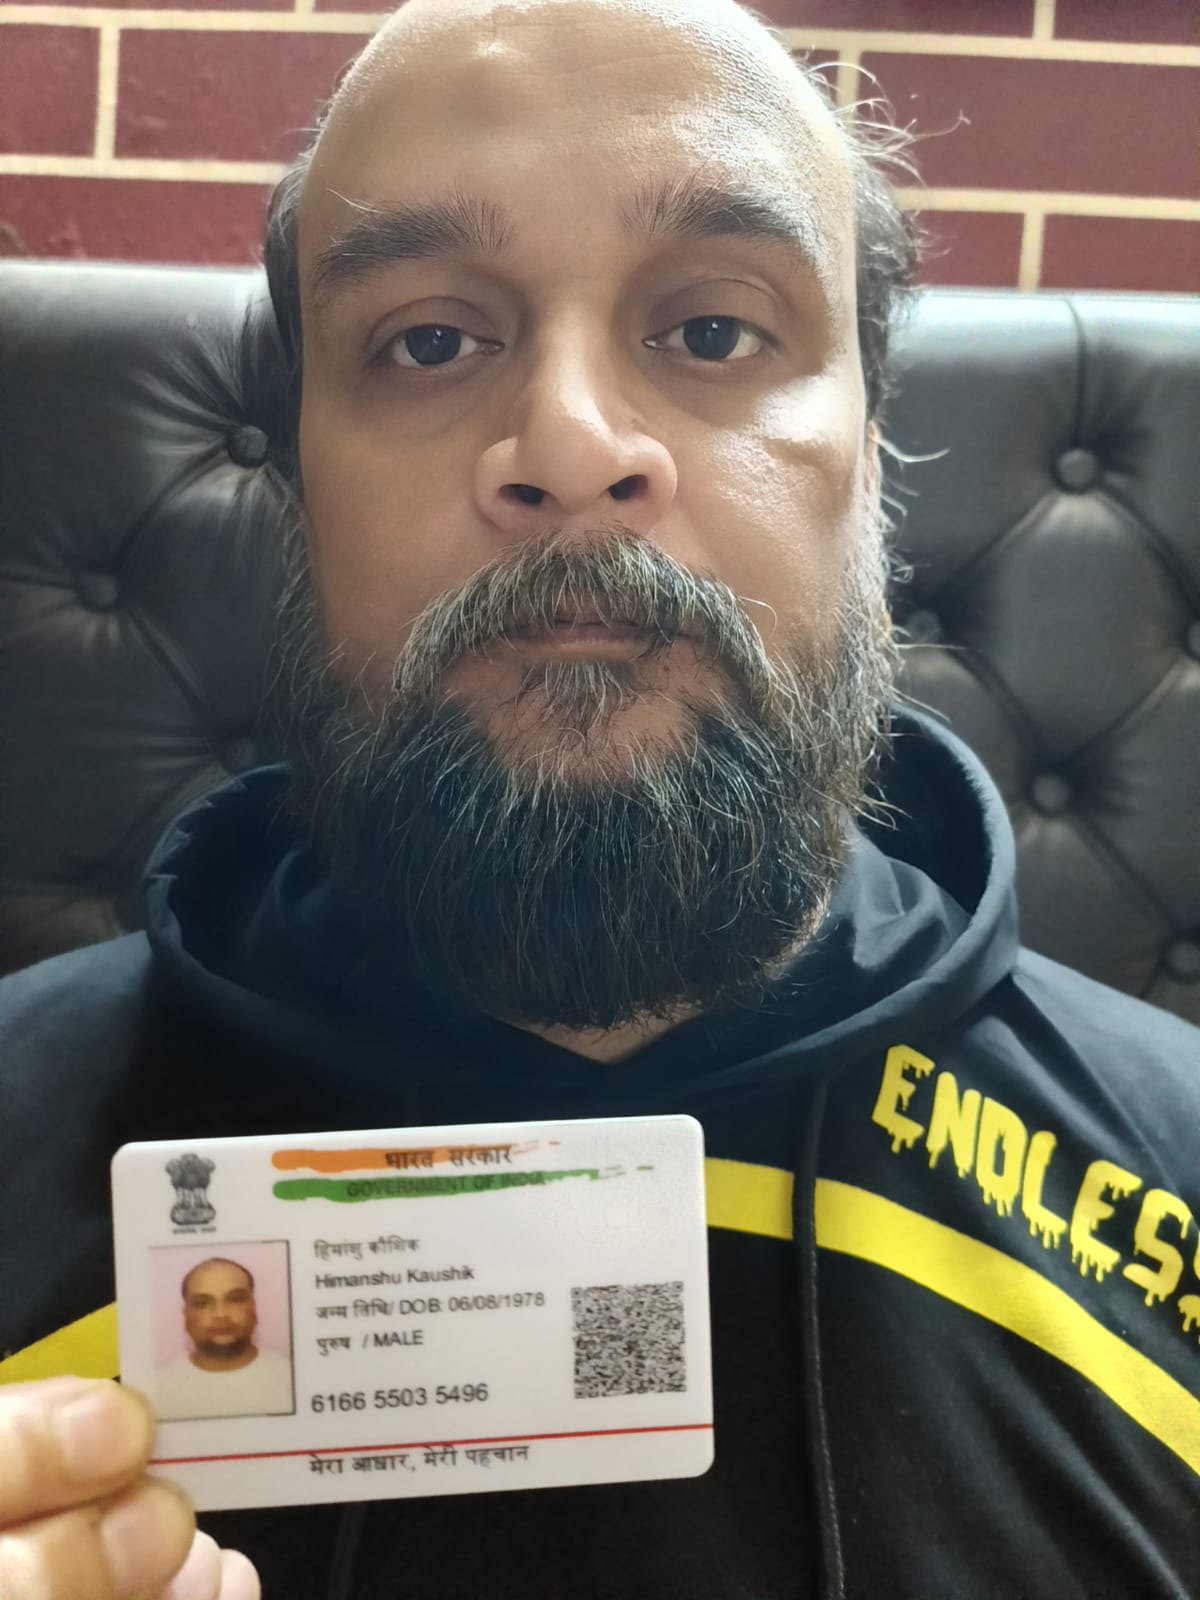 ENDLESS
भारत सरकार
GOVERNMENT OF INDIA
हिमांशु कौशिक
Himanshu Kaushik
जन्म तिथि/ DOB: 06/08/1978
पुरुष / MALE
6166 5503 5496
मेरा आधार, मेरी पहचान